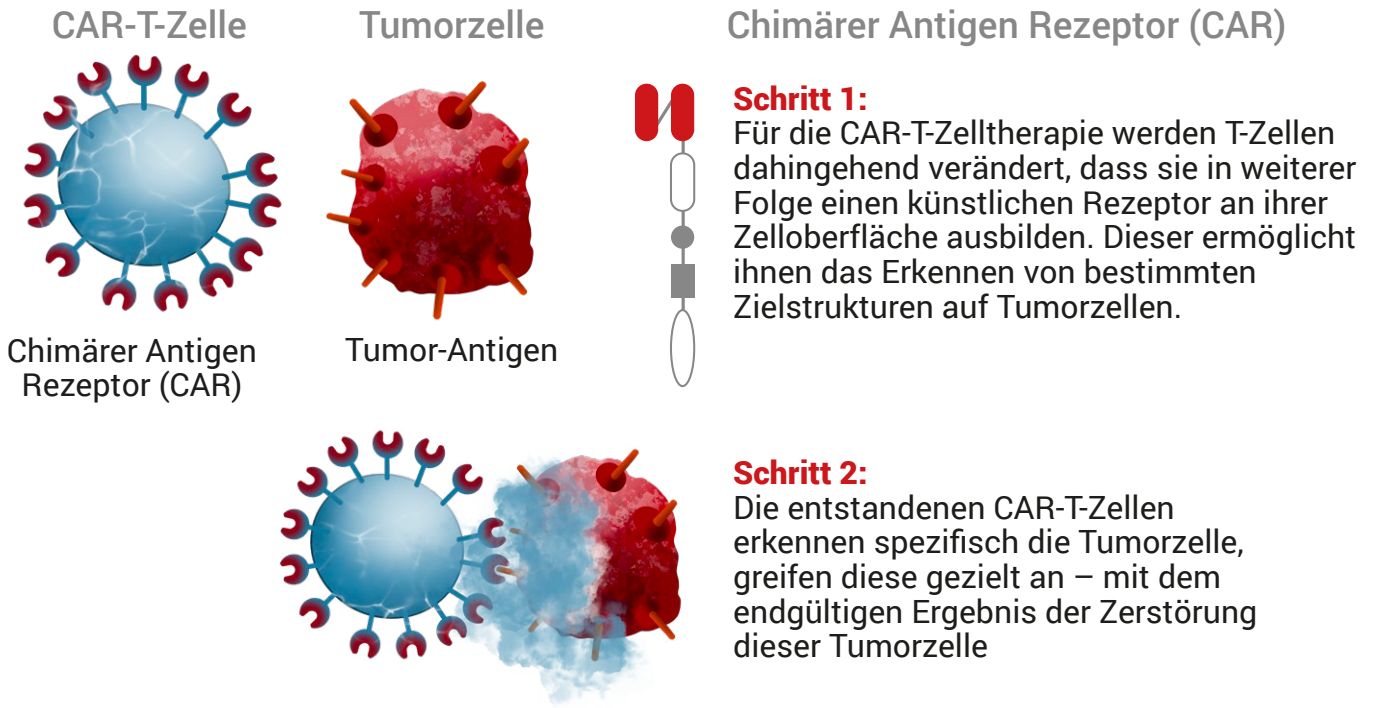 CAR-T-Zelle
Tumorzelle
Chimärer Antigen Rezeptor (CAR)
Chimärer Antigen
Rezeptor (CAR)
Tumor-Antigen
Schritt 1:
Für die CAR-T-Zelltherapie werden T-Zellen
dahingehend verändert, dass sie in weiterer
Folge einen künstlichen Rezeptor an ihrer
Zelloberfläche ausbilden. Dieser ermöglicht
ihnen das Erkennen von bestimmten
Zielstrukturen auf Tumorzellen.
Schritt 2:
Die entstandenen CAR-T-Zellen
erkennen spezifisch die Tumorzelle,
greifen diese gezielt an – mit dem
endgültigen Ergebnis der Zerstörung
dieser Tumorzelle